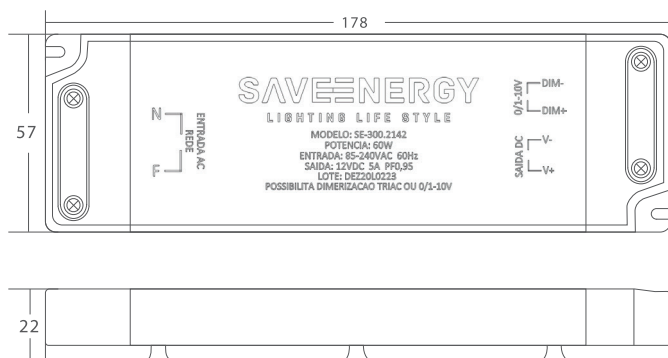 178
57
N
F
ENTRADA AC
REDE
SAVEENERGY
LIGHTING LIFE STYLE
MODELO: SE-300.2142
POTENCIA: 60W
ENTRADA: 85-240VAC 60Hz
SAIDA: 12VDC 5A PF0,95
LOTE: DEZ20L0223
POSSIBILITA DIMERIZACAO TRIAC OU 0/1-10V
0/1-10V
DIM-
DIM+
SAIDA DC
V-
V+
22